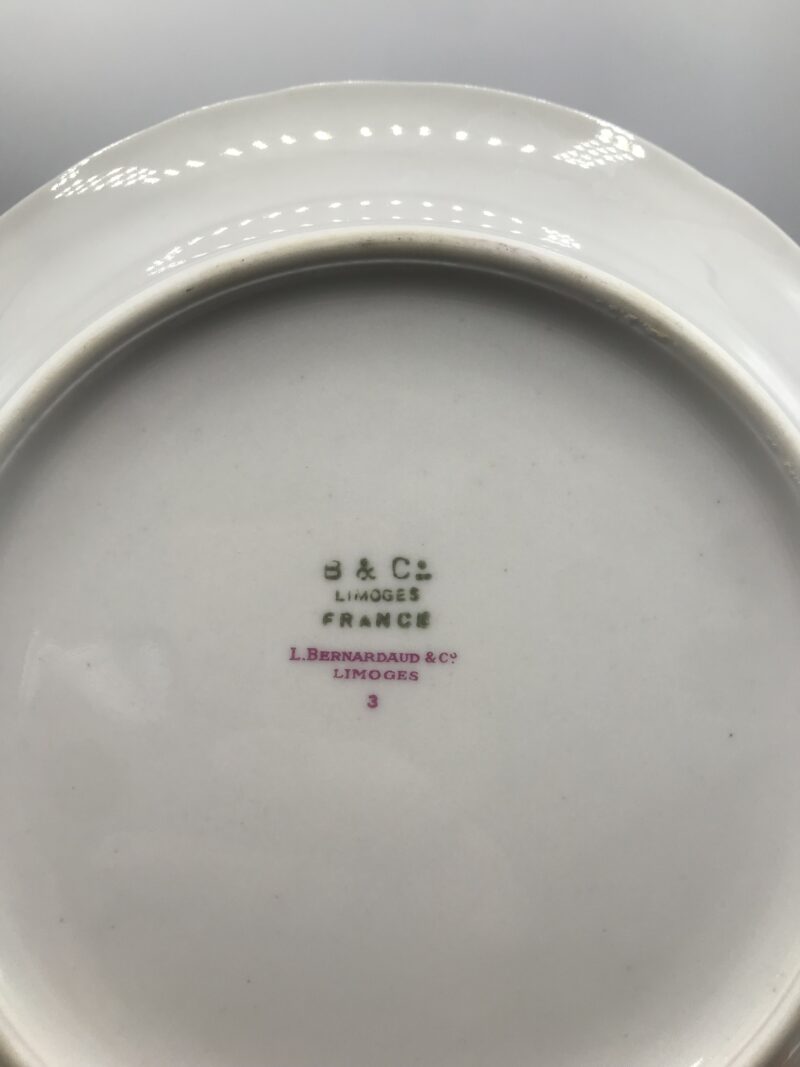 B & Co.
LIMOGES
FRANCE
L. BERNARDAUD & Co
LIMOGES
3